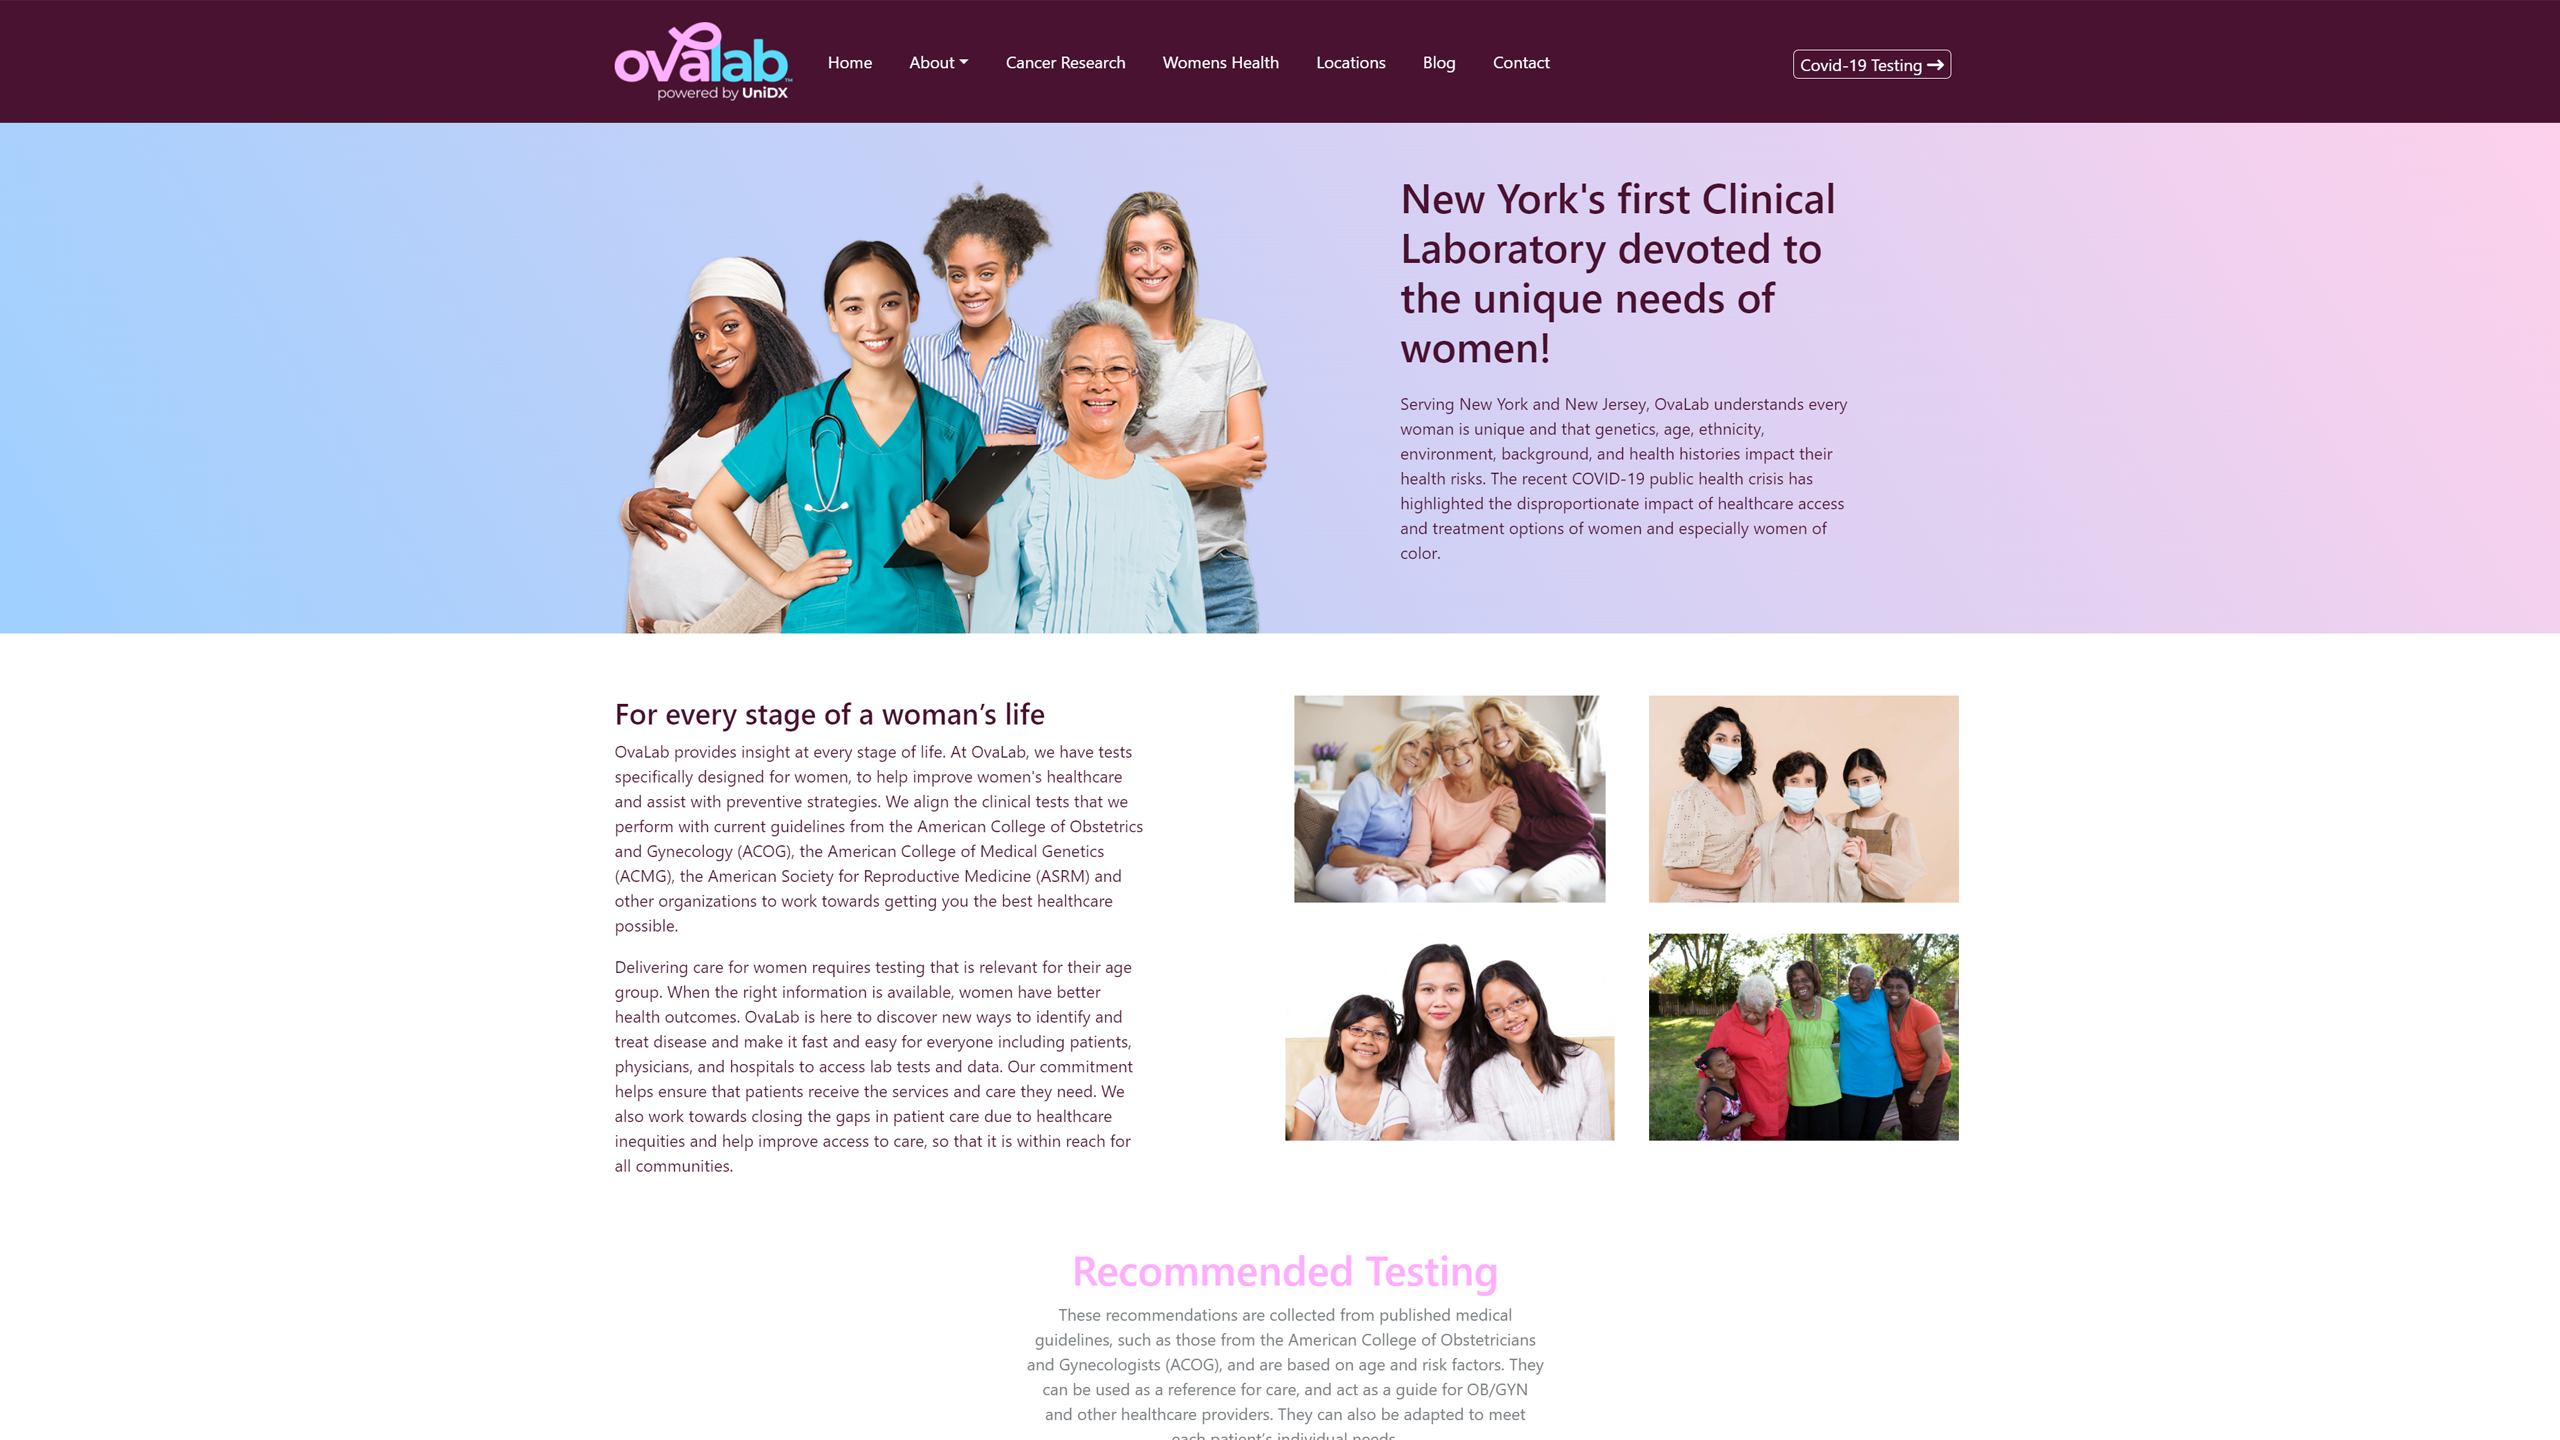 ovalab™
powered by UniDX
Home
About
Cancer Research
Womens Health
Locations
Blog
Contact
Covid-19 Testing
New York's first Clinical
Laboratory devoted to
the unique needs of
women!
Serving New York and New Jersey, OvaLab understands every
woman is unique and that genetics, age, ethnicity,
environment, background, and health histories impact their
health risks. The recent COVID-19 public health crisis has
highlighted the disproportionate impact of healthcare access
and treatment options of women and especially women of
color.
For every stage of a woman’s life
OvaLab provides insight at every stage of life. At OvaLab, we have tests
specifically designed for women, to help improve women's healthcare
and assist with preventive strategies. We align the clinical tests that we
perform with current guidelines from the American College of Obstetrics
and Gynecology (ACOG), the American College of Medical Genetics
(ACMG), the American Society for Reproductive Medicine (ASRM) and
other organizations to work towards getting you the best healthcare
possible.
Delivering care for women requires testing that is relevant for their age
group. When the right information is available, women have better
health outcomes. OvaLab is here to discover new ways to identify and
treat disease and make it fast and easy for everyone including patients,
physicians, and hospitals to access lab tests and data. Our commitment
helps ensure that patients receive the services and care they need. We
also work towards closing the gaps in patient care due to healthcare
inequities and help improve access to care, so that it is within reach for
all communities.
Recommended Testing
These recommendations are collected from published medical
guidelines, such as those from the American College of Obstetricians
and Gynecologists (ACOG), and are based on age and risk factors. They
can be used as a reference for care, and act as a guide for OB/GYN
and other healthcare providers. They can also be adapted to meet
each patient’s individual needs